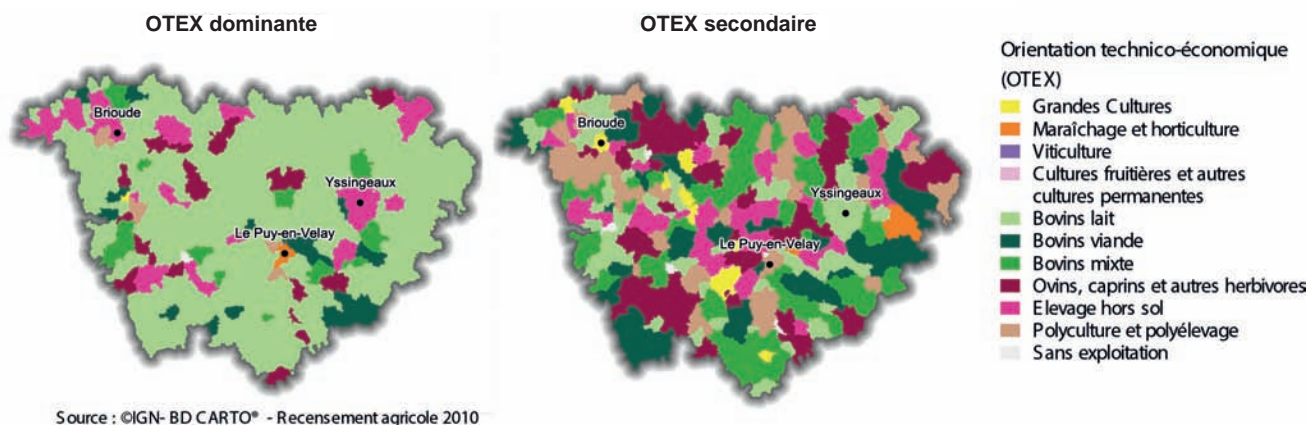 OTEX dominante
OTEX secondaire
Brioude
Yssingeaux
Le Puy-en-Velay
Brioude
Yssingeaux
Le Puy-en-Velay
Orientation technico-économique
(OTEX)
Grandes Cultures
Maraîchage et horticulture
Viticulture
Cultures fruitières et autres
cultures permanentes
Bovins lait
Bovins viande
Bovins mixte
Ovins, caprins et autres herbivores
Elevage hors sol
Polyculture et polyélevage
Sans exploitation
Source : ©IGN- BD CARTO® - Recensement agricole 2010